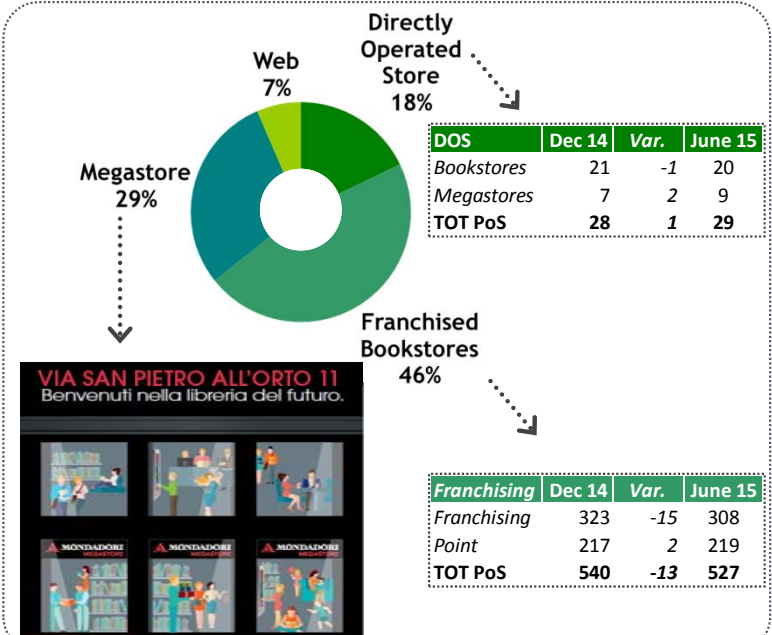 Directly
Operated
Store
18%
Web
7%
Megastore
29%
DOS Dec 14 Var. June 15
Bookstores 21 -1 20
Megastores 7 2 9
TOT PoS 28 1 29
Franchised
Bookstores
46%
VIA SAN PIETRO ALL'ORTO 11
Benvenuti nella libreria del futuro.
MONDADORI
MEGASTORE
MONDADORI
MEGASTORE
MONDADORI
MEGASTORE
Franchising Dec 14 Var. June 15
Franchising 323 -15 308
Point 217 2 219
TOT PoS 540 -13 527